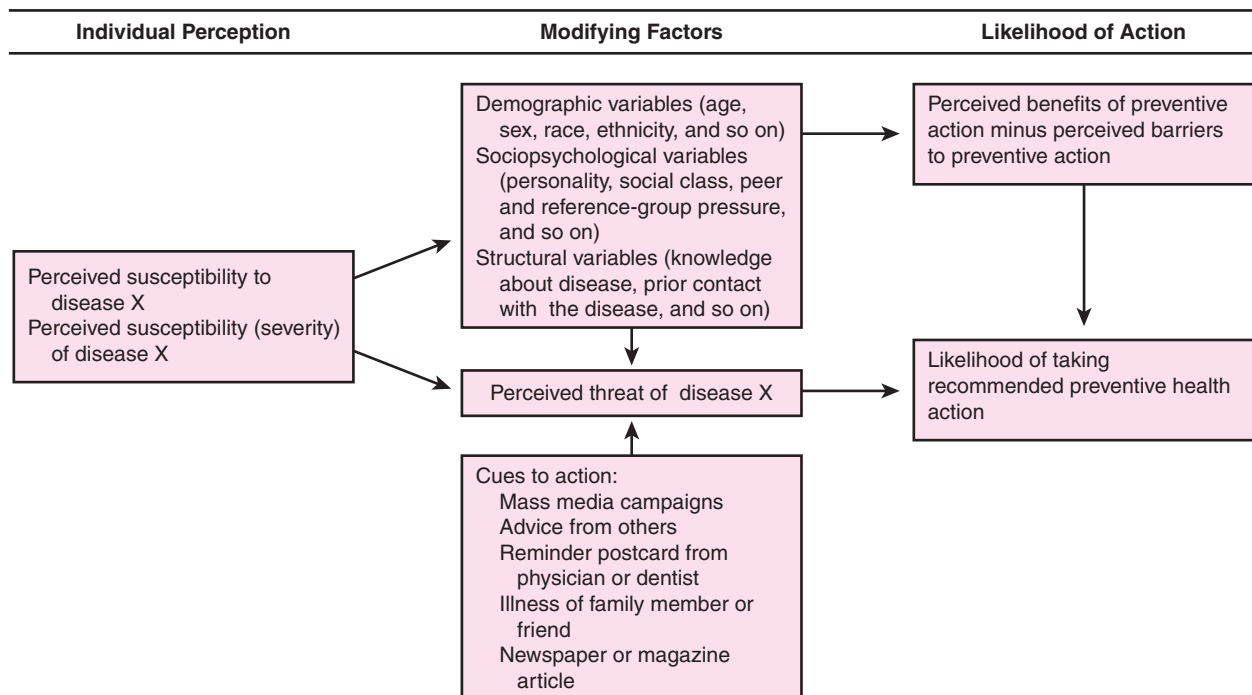 Individual Perception
Modifying Factors
Likelihood of Action
Perceived susceptibility to
disease X
Perceived susceptibility (severity)
of disease X
Demographic variables (age,
sex, race, ethnicity, and so on)
Sociopsychological variables
(personality, social class, peer
and reference-group pressure,
and so on)
Structural variables (knowledge
about disease, prior contact
with the disease, and so on)
Perceived threat of disease X
Cues to action:
Mass media campaigns
Advice from others
Reminder postcard from
physician or dentist
Illness of family member or
friend
Newspaper or magazine
article
Perceived benefits of preventive
action minus perceived barriers
to preventive action
Likelihood of taking
recommended preventive health
action